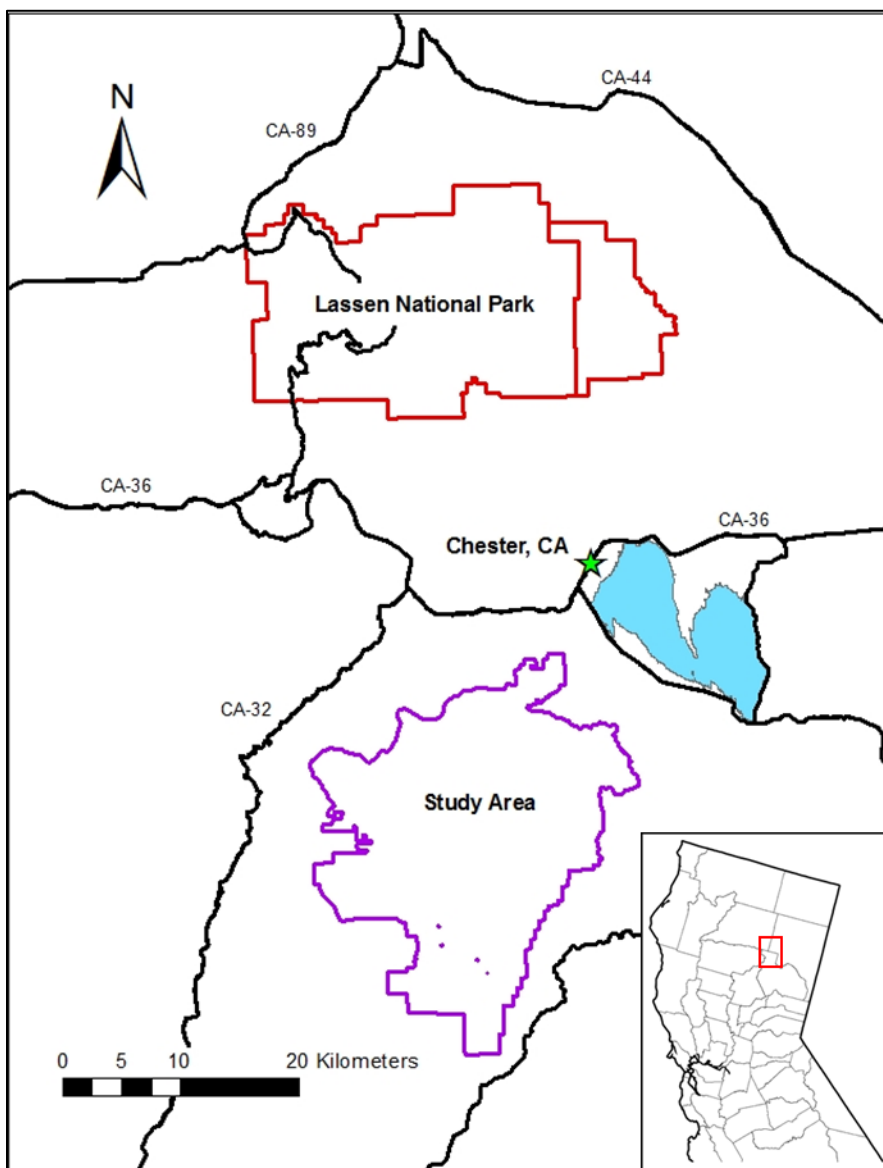 CA-44
N
CA-89
Lassen National Park
CA-36
CA-36
Chester, CA
CA-32
Study Area
0 5 10 20 Kilometers